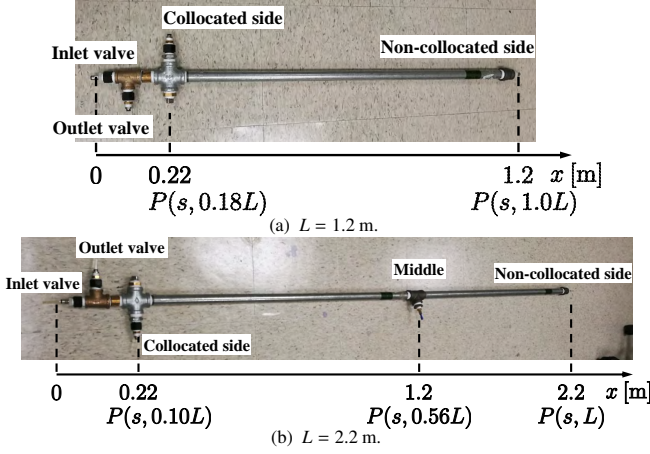 Collocated side
Inlet valve
Non-collocated side
Outlet valve
0 0.22 1.2 x [m]
P(s, 0.18L) P(s, 1.0L)
(a) L = 1.2 m.
Outlet valve
Inlet valve
Middle
Non-collocated side
Collocated side
0 0.22 1.2 2.2 x [m]
P(s, 0.10L) P(s, 0.56L) P(s, L)
(b) L = 2.2 m.